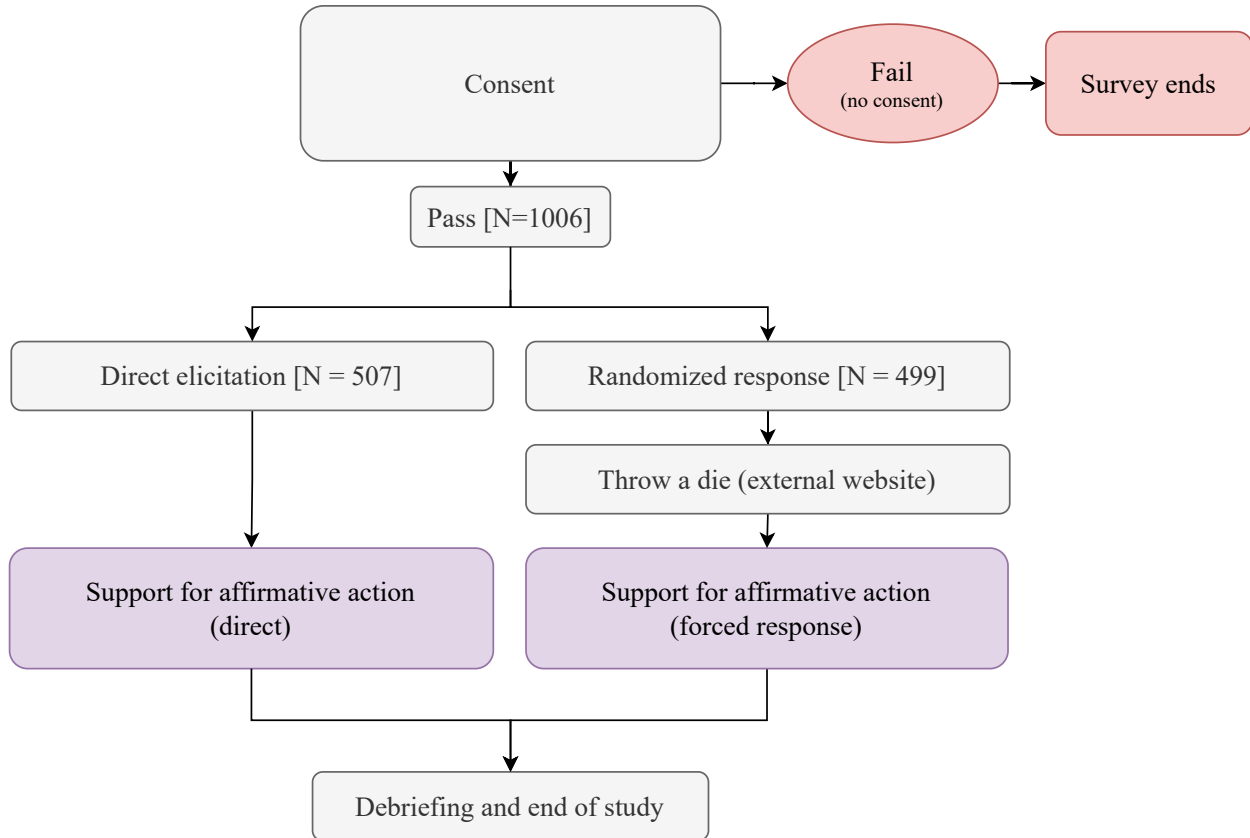 Consent
Fail
(no consent)
Survey ends
Pass [N=1006]
Direct elicitation [N = 507]
Randomized response [N = 499]
Throw a die (external website)
Support for affirmative action
(direct)
Support for affirmative action
(forced response)
Debriefing and end of study